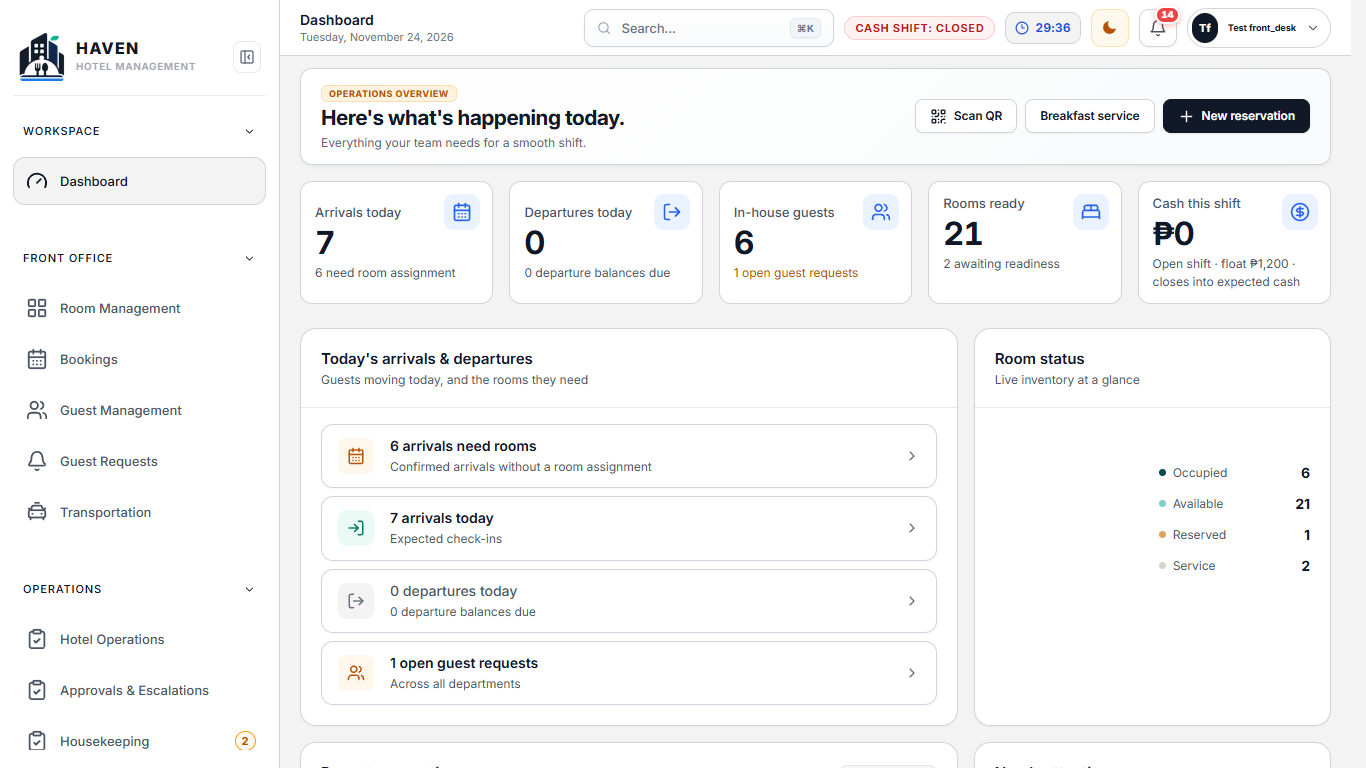 HAVEN
HOTEL MANAGEMENT
WORKSPACE
Dashboard
FRONT OFFICE
Room Management
Bookings
Guest Management
Guest Requests
Transportation
OPERATIONS
Hotel Operations
Approvals & Escalations
Housekeeping 2
Dashboard
Tuesday, November 24, 2026
Search... ⌘K
CASH SHIFT: CLOSED
29:36
14
Tf Test front_desk
OPERATIONS OVERVIEW
Here's what's happening today.
Everything your team needs for a smooth shift.
Scan QR
Breakfast service
New reservation
Arrivals today
7
6 need room assignment
Departures today
0
0 departure balances due
In-house guests
6
1 open guest requests
Rooms ready
21
2 awaiting readiness
Cash this shift
₱0
Open shift · float ₱1,200 ·
closes into expected cash
Today's arrivals & departures
Guests moving today, and the rooms they need
6 arrivals need rooms
Confirmed arrivals without a room assignment
7 arrivals today
Expected check-ins
0 departures today
0 departure balances due
1 open guest requests
Across all departments
Room status
Live inventory at a glance
Occupied 6
Available 21
Reserved 1
Service 2